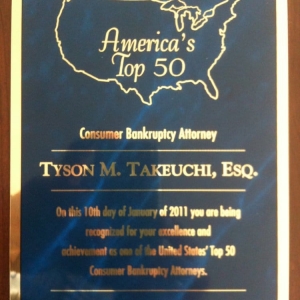 America's
Top 50
Consumer Bankruptcy Attorney
TYSON M. TAKEUCHI, ESQ.
On this 10th day of January of 2011 you are being
recognized for your excellence and
achievement as one of the United States' Top 50
Consumer Bankruptcy Attorneys.